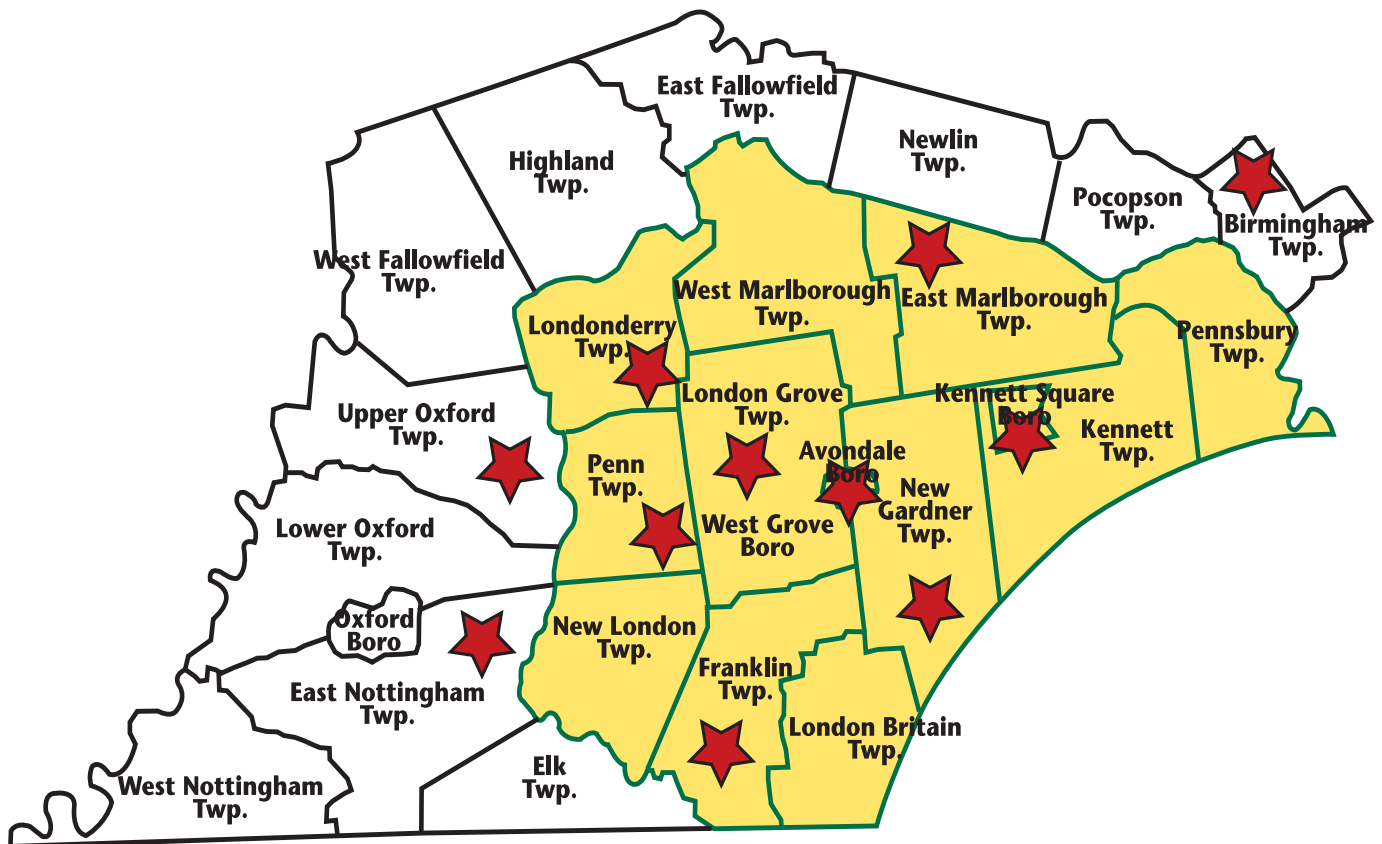 East Fallowfield
Twp.
Newlin
Twp.
Highland
Twp.
Pocopson
Twp.
Birmingham
Twp.
West Fallowfield
Twp.
West Marlborough
Twp.
East Marlborough
Twp.
Londonderry
Twp.
Pennsbury
Twp.
London Grove
Twp.
Kennett Square
Boro
Upper Oxford
Twp.
Kennett
Twp.
Avondale
Boro
Penn
Twp.
New
Gardner
Twp.
Lower Oxford
Twp.
West Grove
Boro
Oxford
Boro
New London
Twp.
East Nottingham
Twp.
Franklin
Twp.
London Britain
Twp.
Elk
Twp.
West Nottingham
Twp.